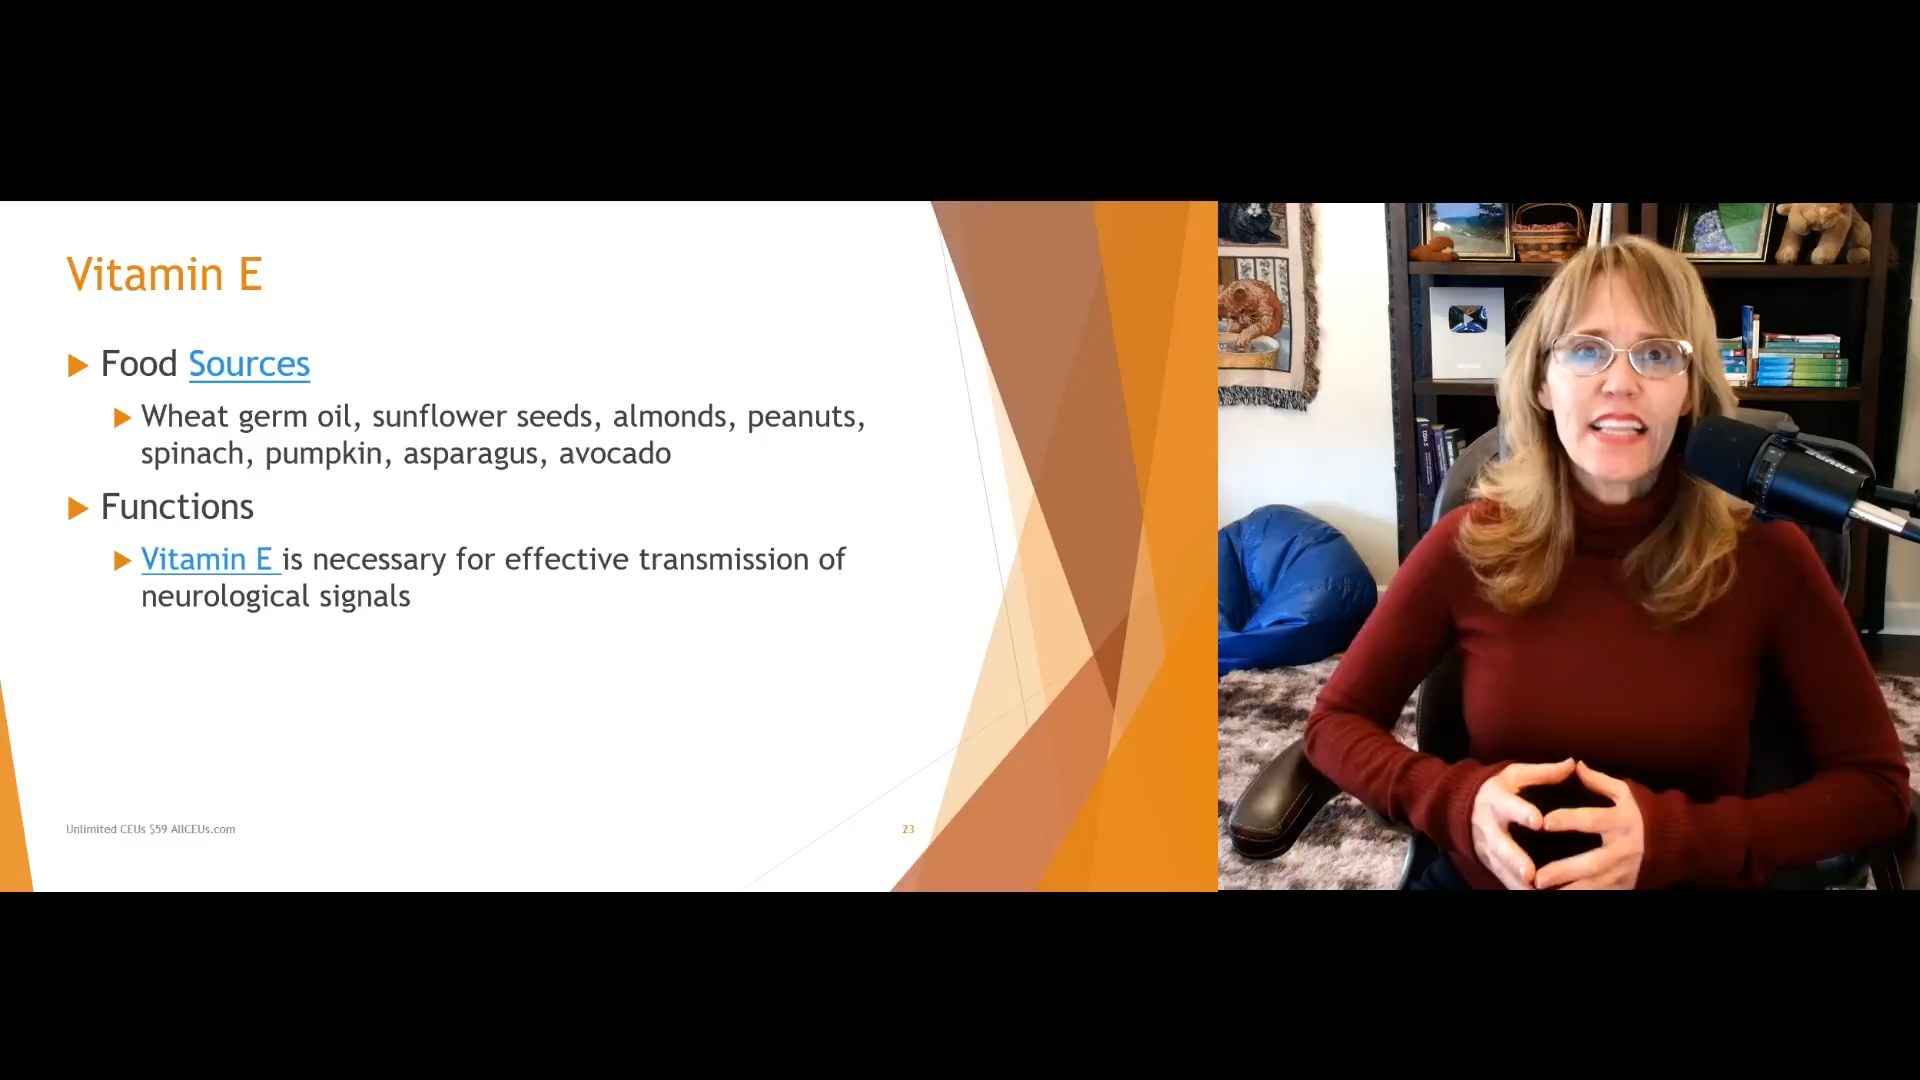 Vitamin E
Food Sources
Wheat germ oil, sunflower seeds, almonds, peanuts,
spinach, pumpkin, asparagus, avocado
Functions
Vitamin E is necessary for effective transmission of
neurological signals
Unlimited CEUs $59 AllCEUs.com
23